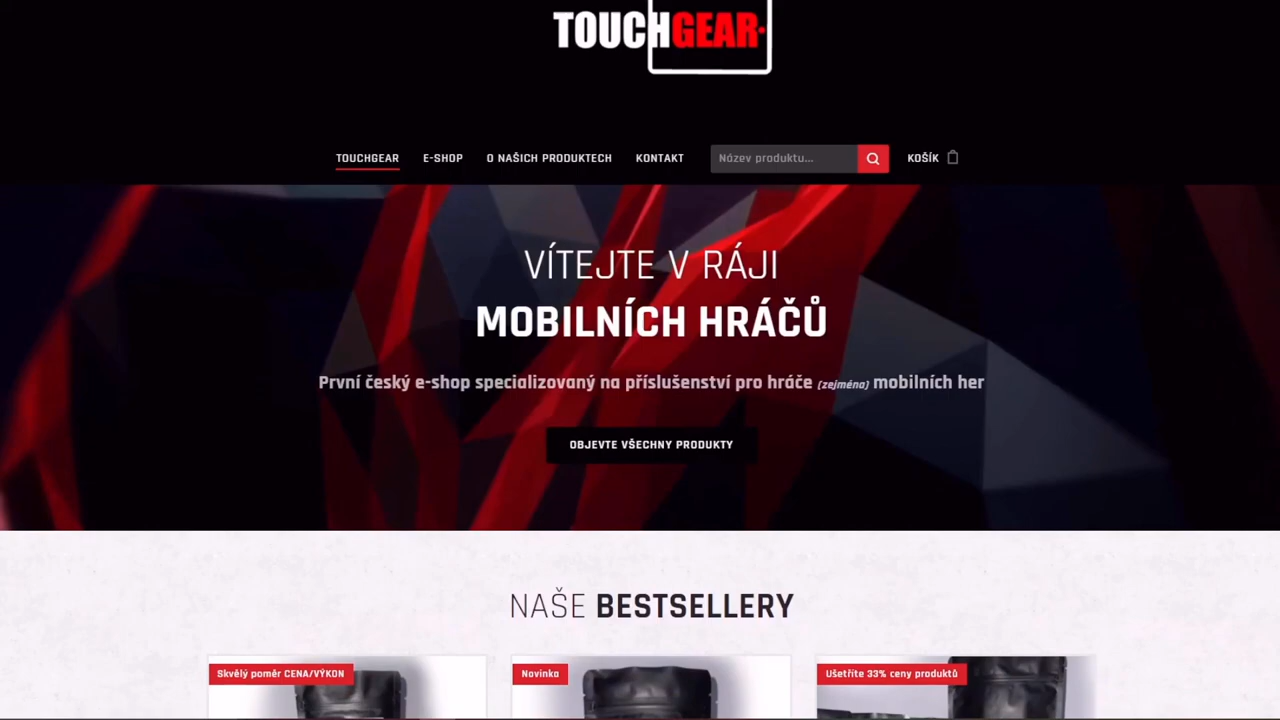 TOUCHGEAR
TOUCHGEAR E-SHOP O NAŠICH PRODUKTECH KONTAKT Název produktu... KOŠÍK
VÍTEJTE V RÁJI
MOBILNÍCH HRÁČŮ
První český e-shop specializovaný na příslušenství pro hráče (zejména) mobilních her
OBJEVTE VŠECHNY PRODUKTY
NAŠE BESTSELLERY
Skvělý poměr CENA/VÝKON Novinka Ušetříte 33% ceny produktů